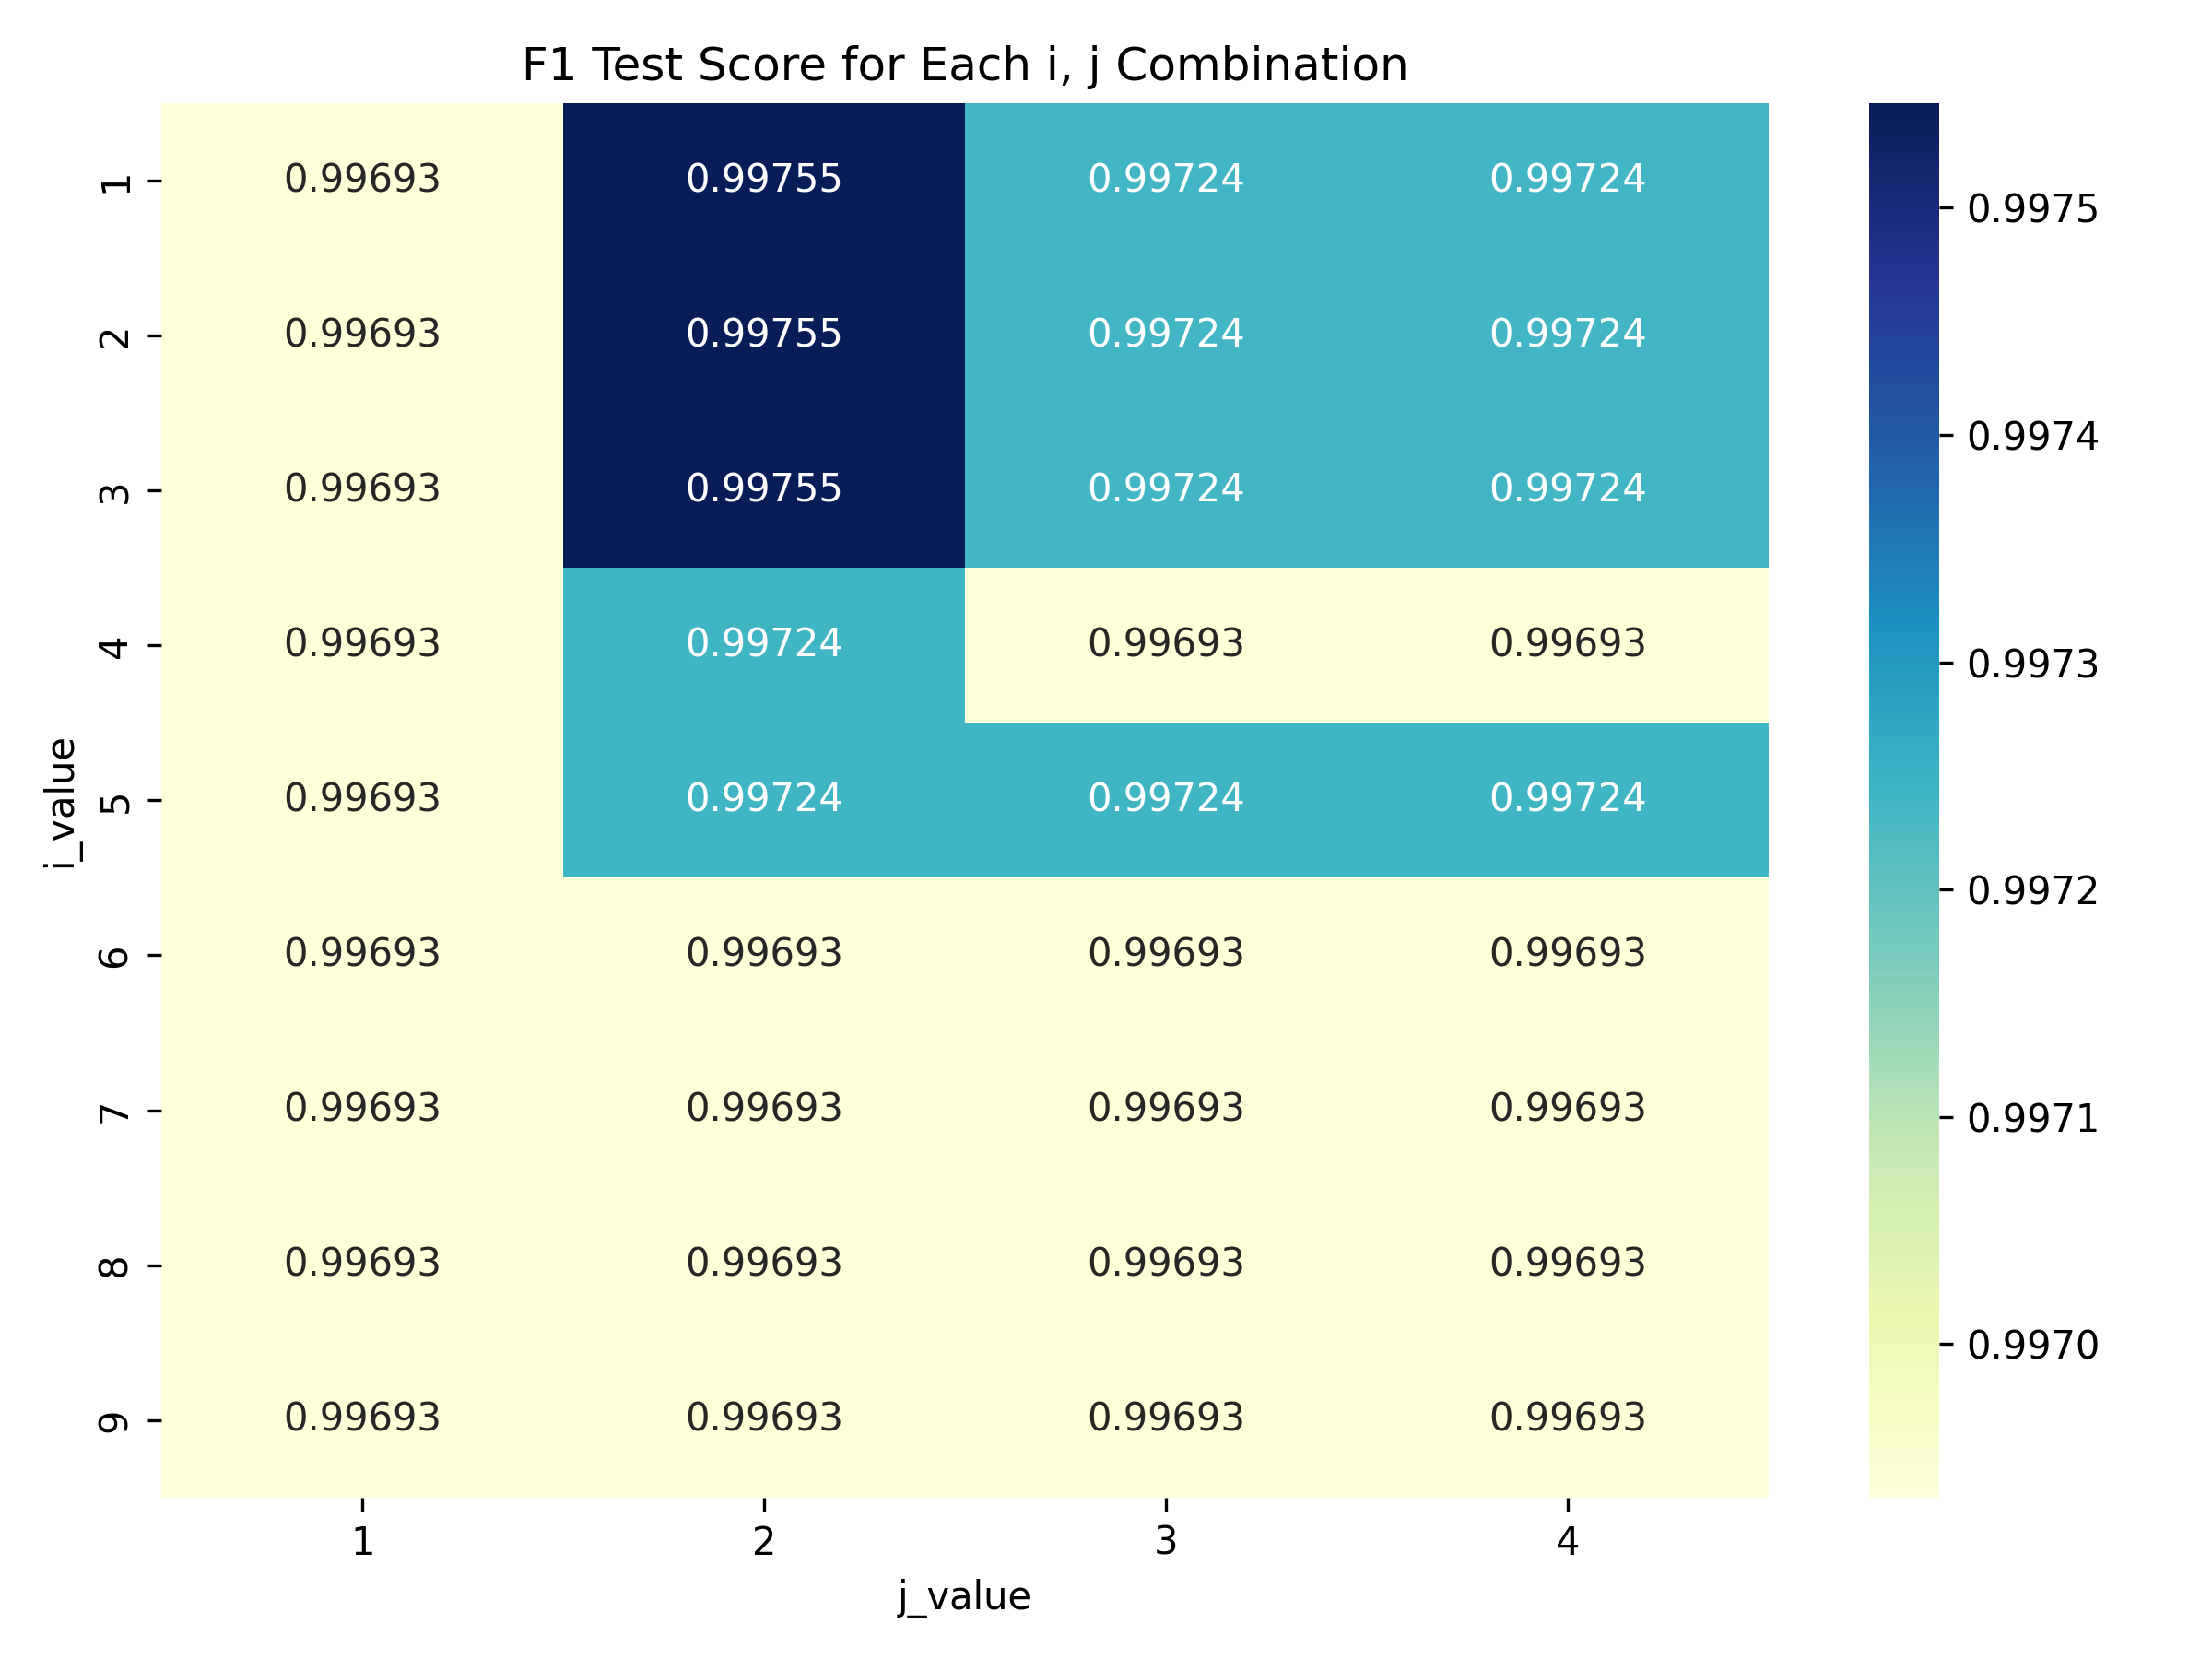 F1 Test Score for Each i, j Combination
1 0.99693 0.99755 0.99724 0.99724
2 0.99693 0.99755 0.99724 0.99724
3 0.99693 0.99755 0.99724 0.99724
4 0.99693 0.99724 0.99693 0.99693
5 0.99693 0.99724 0.99724 0.99724
6 0.99693 0.99693 0.99693 0.99693
7 0.99693 0.99693 0.99693 0.99693
8 0.99693 0.99693 0.99693 0.99693
9 0.99693 0.99693 0.99693 0.99693
i_value
1 2 3 4
j_value
0.9975
0.9974
0.9973
0.9972
0.9971
0.9970